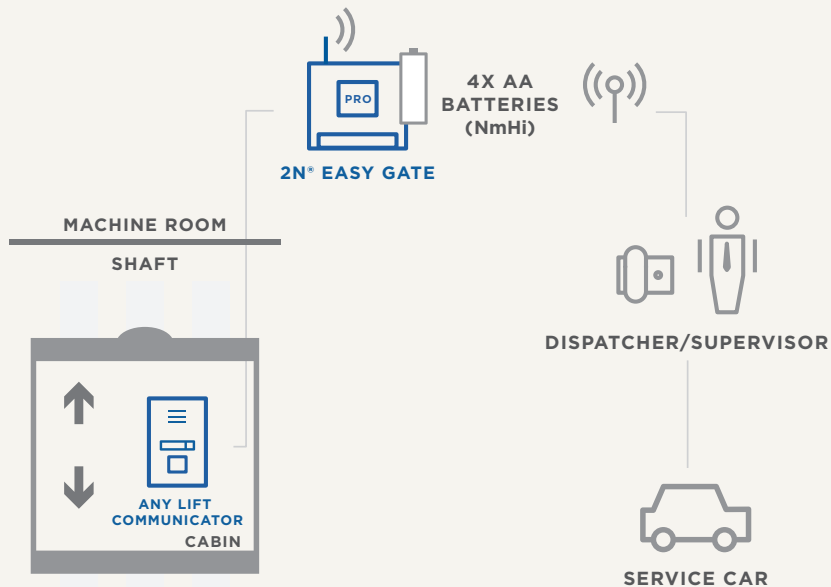 PRO
4X AA
BATTERIES
(NmHi)
2N® EASY GATE
MACHINE ROOM
SHAFT
DISPATCHER/SUPERVISOR
ANY LIFT
COMMUNICATOR
CABIN
SERVICE CAR